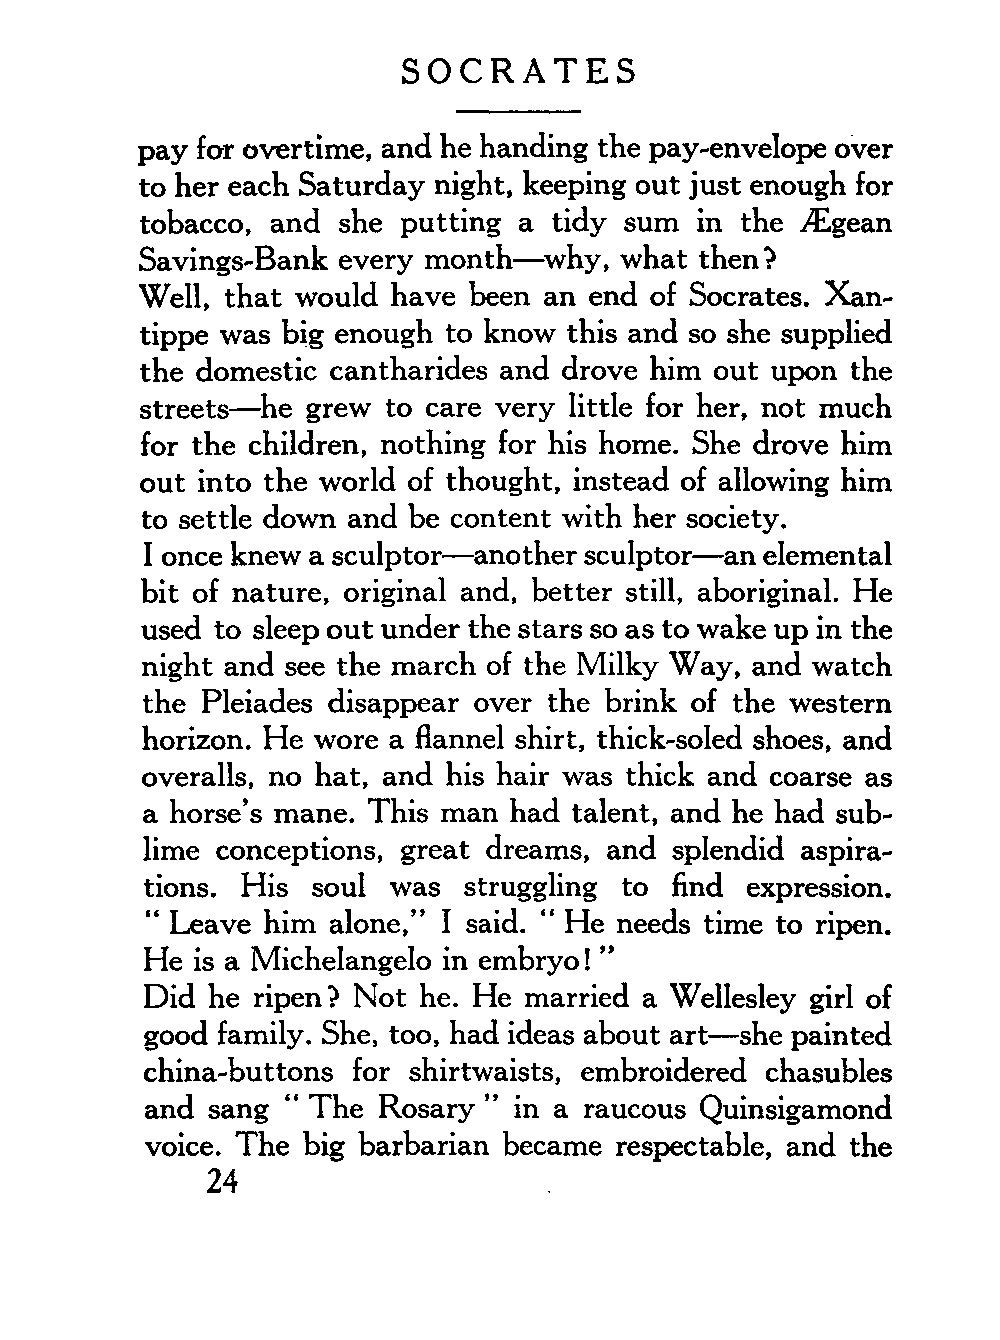 SOCRATES
pay for overtime, and he handing the pay-envelope over
to her each Saturday night, keeping out just enough for
tobacco, and she putting a tidy sum in the Ægean
Savings-Bank every month—why, what then?
Well, that would have been an end of Socrates. Xan-
tippe was big enough to know this and so she supplied
the domestic cantharides and drove him out upon the
streets—he grew to care very little for her, not much
for the children, nothing for his home. She drove him
out into the world of thought, instead of allowing him
to settle down and be content with her society.
I once knew a sculptor—another sculptor—an elemental
bit of nature, original and, better still, aboriginal. He
used to sleep out under the stars so as to wake up in the
night and see the march of the Milky Way, and watch
the Pleiades disappear over the brink of the western
horizon. He wore a flannel shirt, thick-soled shoes, and
overalls, no hat, and his hair was thick and coarse as
a horse's mane. This man had talent, and he had sub-
lime conceptions, great dreams, and splendid aspira-
tions. His soul was struggling to find expression.
“ Leave him alone,” I said. “ He needs time to ripen.
He is a Michelangelo in embryo! ”
Did he ripen? Not he. He married a Wellesley girl of
good family. She, too, had ideas about art—she painted
china-buttons for shirtwaists, embroidered chasubles
and sang “ The Rosary ” in a raucous Quinsigamond
voice. The big barbarian became respectable, and the
24